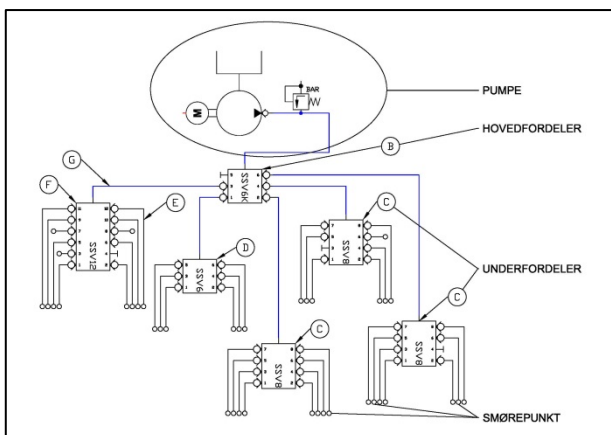 BAR
PUMPE
M
B
HOVEDFORDELER
G
SSV6K
F
E
C
D
SSV12
SSV6
SSV8
UNDERFORDELER
C
C
SSV8
SSV8
SMØREPUNKT